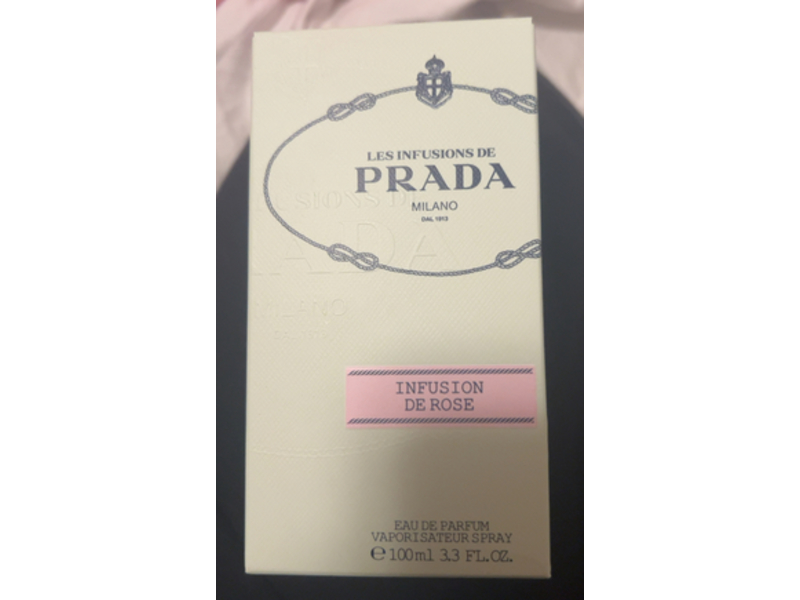 LES INFUSIONS DE
PRADA
MILANO
DAL 1913
INFUSION
DE ROSE
EAU DE PARFUM
VAPORISATEUR SPRAY
℮100ml 3.3 FL.OZ.